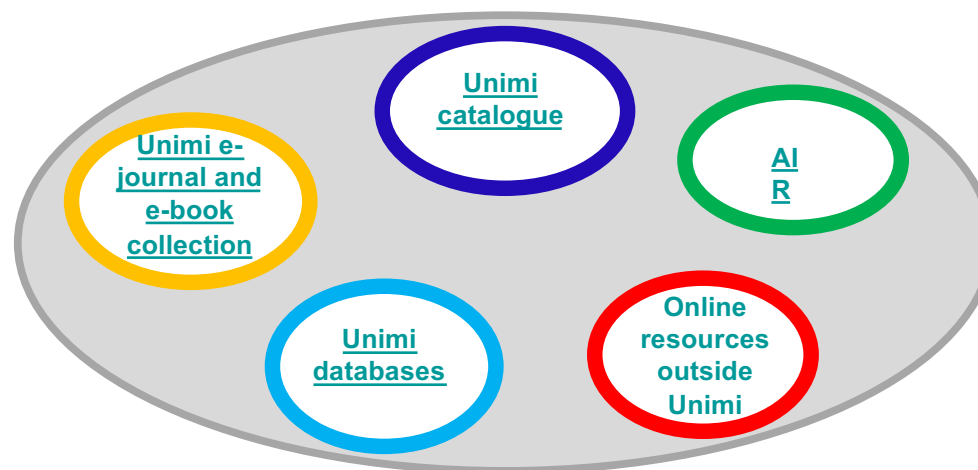 Unimi
catalogue
Unimi e-
journal and
e-book
collection
AI
R
Unimi
databases
Online
resources
outside
Unimi